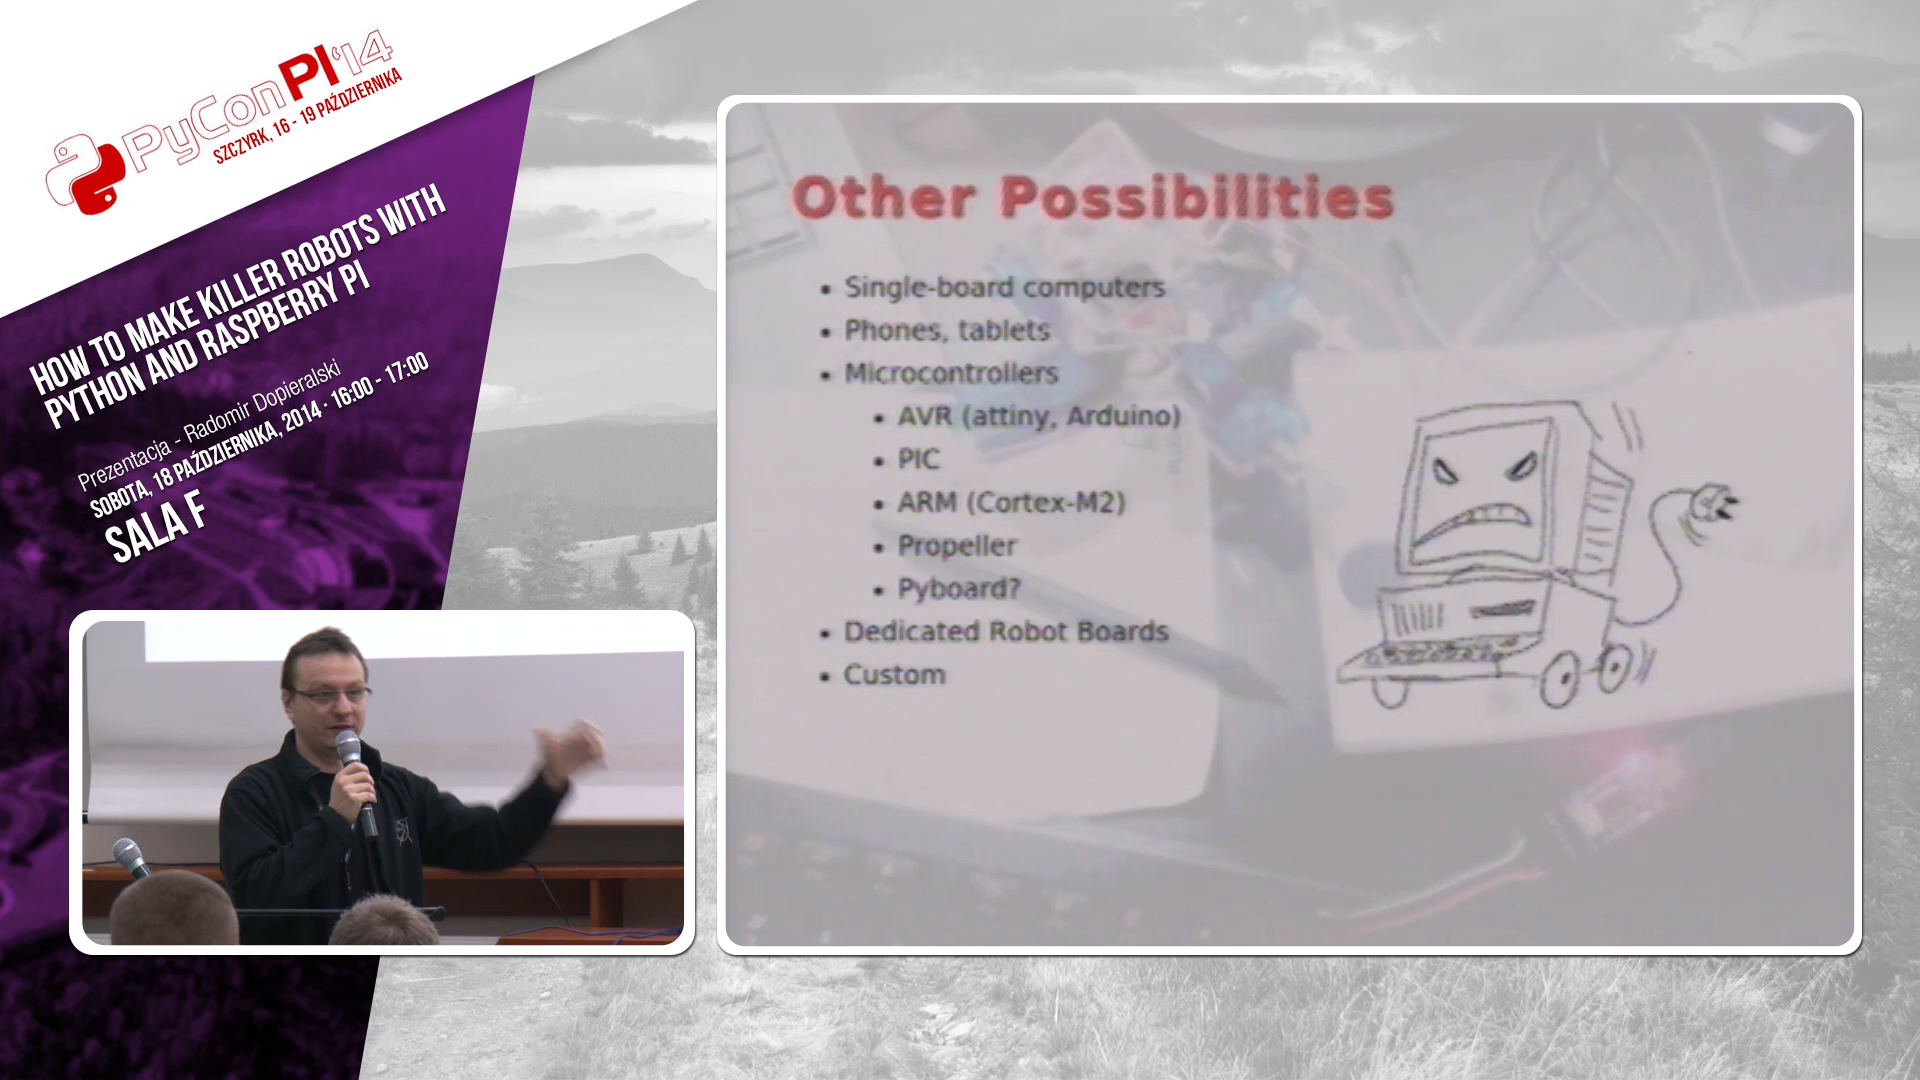 PyConPl'14
SZCZYRK, 16 - 19 PAŹDZIERNIKA
HOW TO MAKE KILLER ROBOTS WITH
PYTHON AND RASPBERRY PI
Prezentacja - Radomir Dopieralski
SOBOTA, 18 PAŹDZIERNIKA, 2014 · 16:00 - 17:00
SALA F
Other Possibilities
• Single-board computers
• Phones, tablets
• Microcontrollers
• AVR (attiny, Arduino)
• PIC
• ARM (Cortex-M2)
• Propeller
• Pyboard?
• Dedicated Robot Boards
• Custom